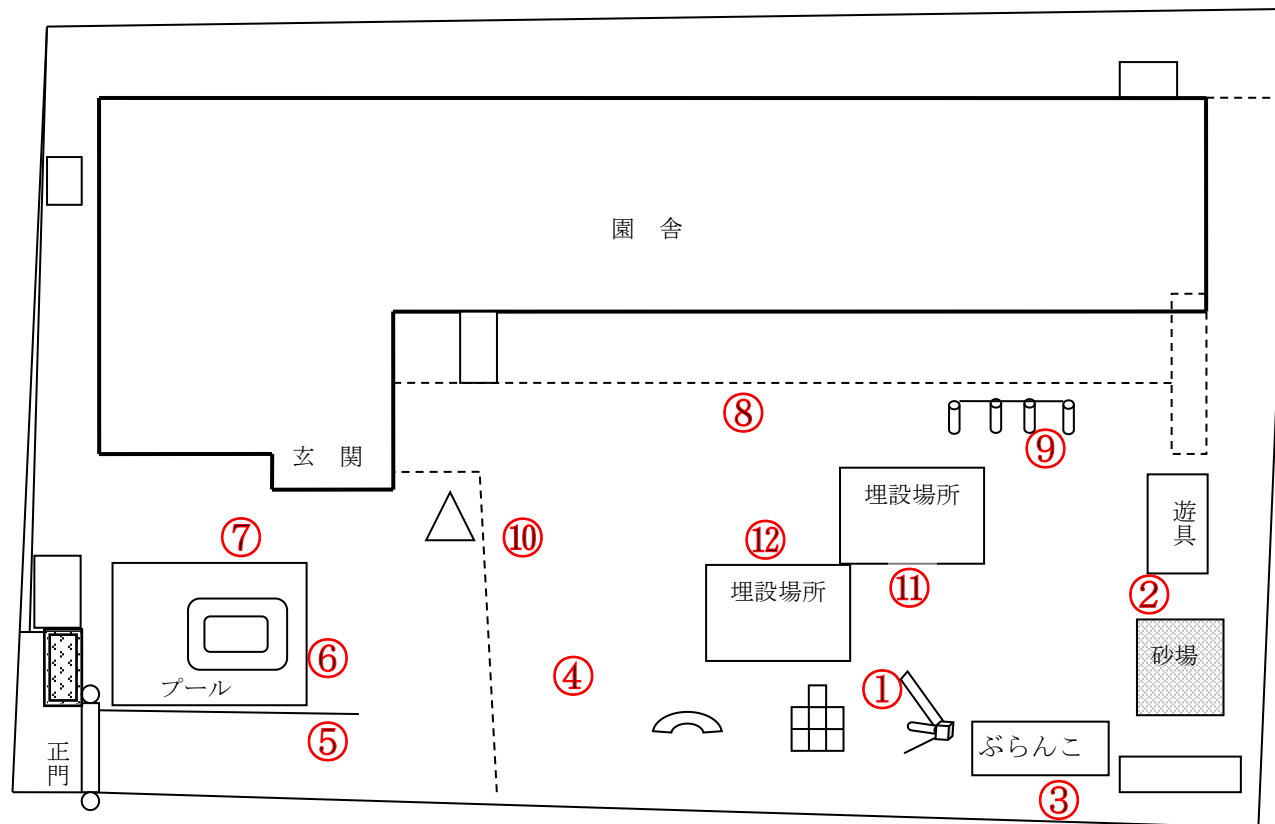 園 舎
⑧
⑨
玄 関
埋設場所
遊具
⑦
⑩
⑫
⑪
埋設場所
②
砂場
⑥
プール
④
①
⑤
正門
ぶらんこ
③